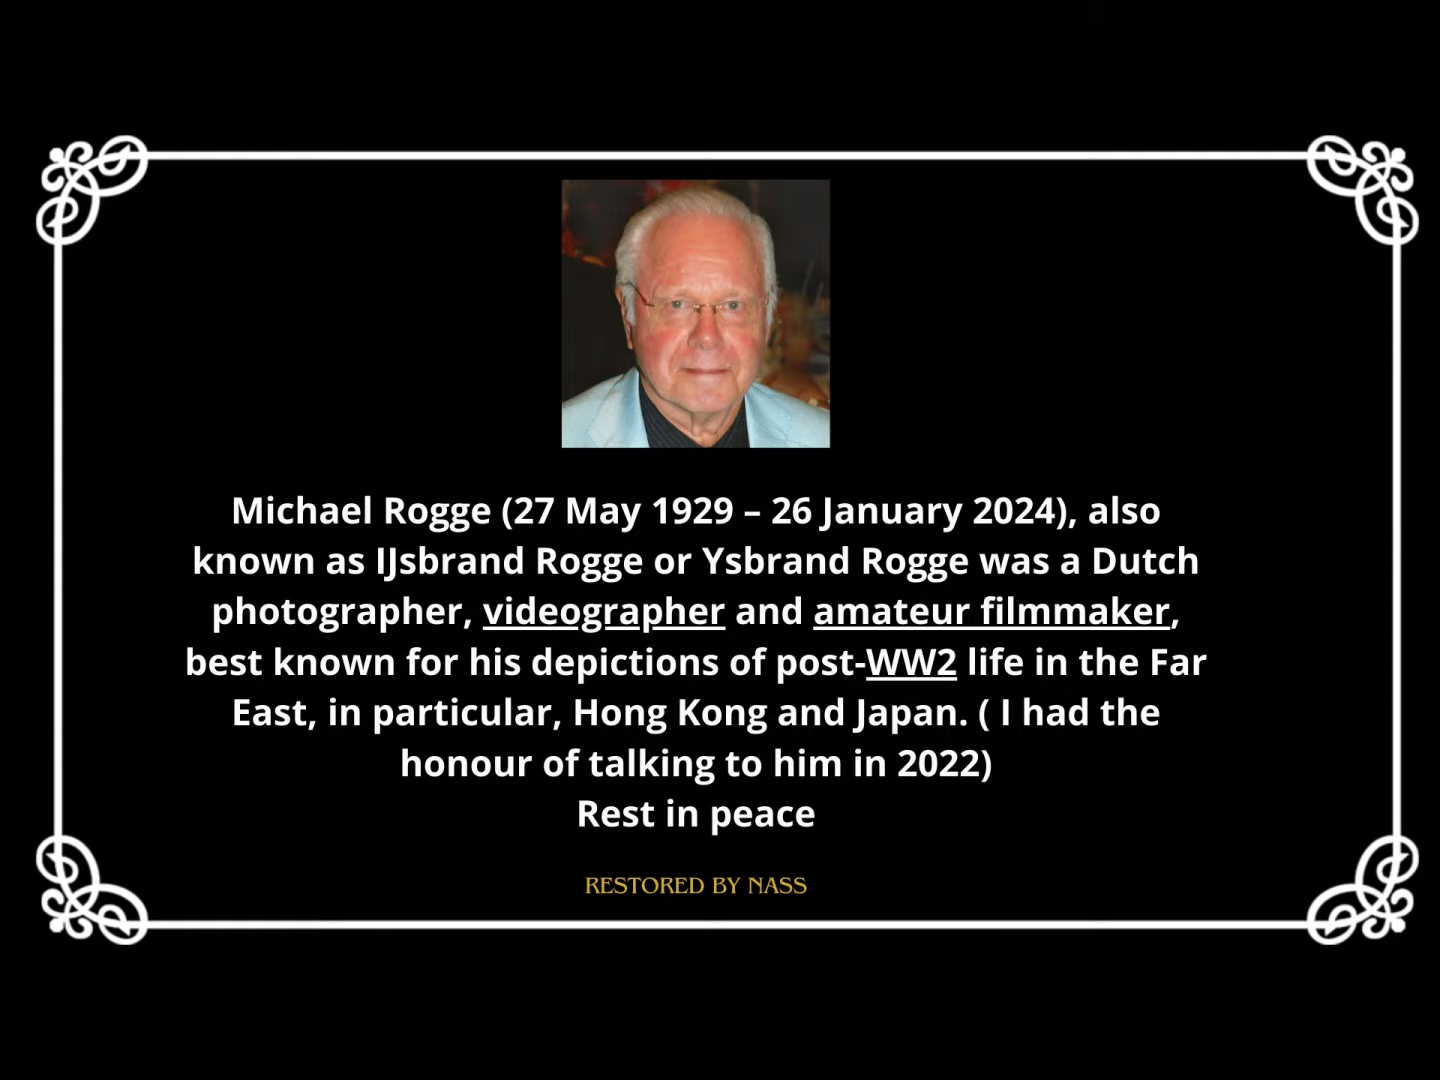 Michael Rogge (27 May 1929 – 26 January 2024), also
known as IJsbrand Rogge or Ysbrand Rogge was a Dutch
photographer, videographer and amateur filmmaker,
best known for his depictions of post-WW2 life in the Far
East, in particular, Hong Kong and Japan. ( I had the
honour of talking to him in 2022)
Rest in peace
RESTORED BY NASS